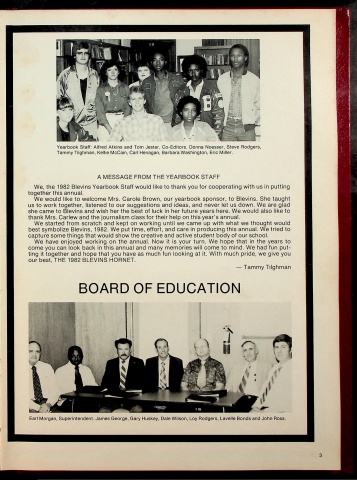 Yearbook Staff: Alfred Atkins and Tom Jester, Co-Editors, Donna Noesser, Steve Rodgers,
Tammy Tilghman, Kellie McCain, Carl Henagan, Barbara Washington, Eric Miller.
A MESSAGE FROM THE YEARBOOK STAFF
We, the 1982 Blevins Yearbook Staff would like to thank you for cooperating with us in putting
together this annual.
We would like to welcome Mrs. Carole Brown, our yearbook sponsor, to Blevins. She taught
us to work together, listened to our suggestions and ideas, and never let us down. We are glad
she came to Blevins and wish her the best of luck in her future years here. We would also like to
thank Mrs. Carlew and the journalism class for their help on this year's annual.
We started from scratch and kept on working until we came up with what we thought would
best symbolize Blevins, 1982. We put time, effort, and care in producing this annual. We tried to
capture some things that would show the creative and active student body of our school.
We have enjoyed working on the annual. Now it is your turn. We hope that in the years to
come you can look back in this annual and many memories will come to mind. We had fun put-
ting it together and hope that you have as much fun looking at it. With much pride, we give you
our best, THE 1982 BLEVINS HORNET.
— Tammy Tilghman
BOARD OF EDUCATION
Earl Morgan, Superintendent. James George, Gary Huskey, Dale Wilson, Loy Rodgers, Lavelle Bonds and John Ross.
3